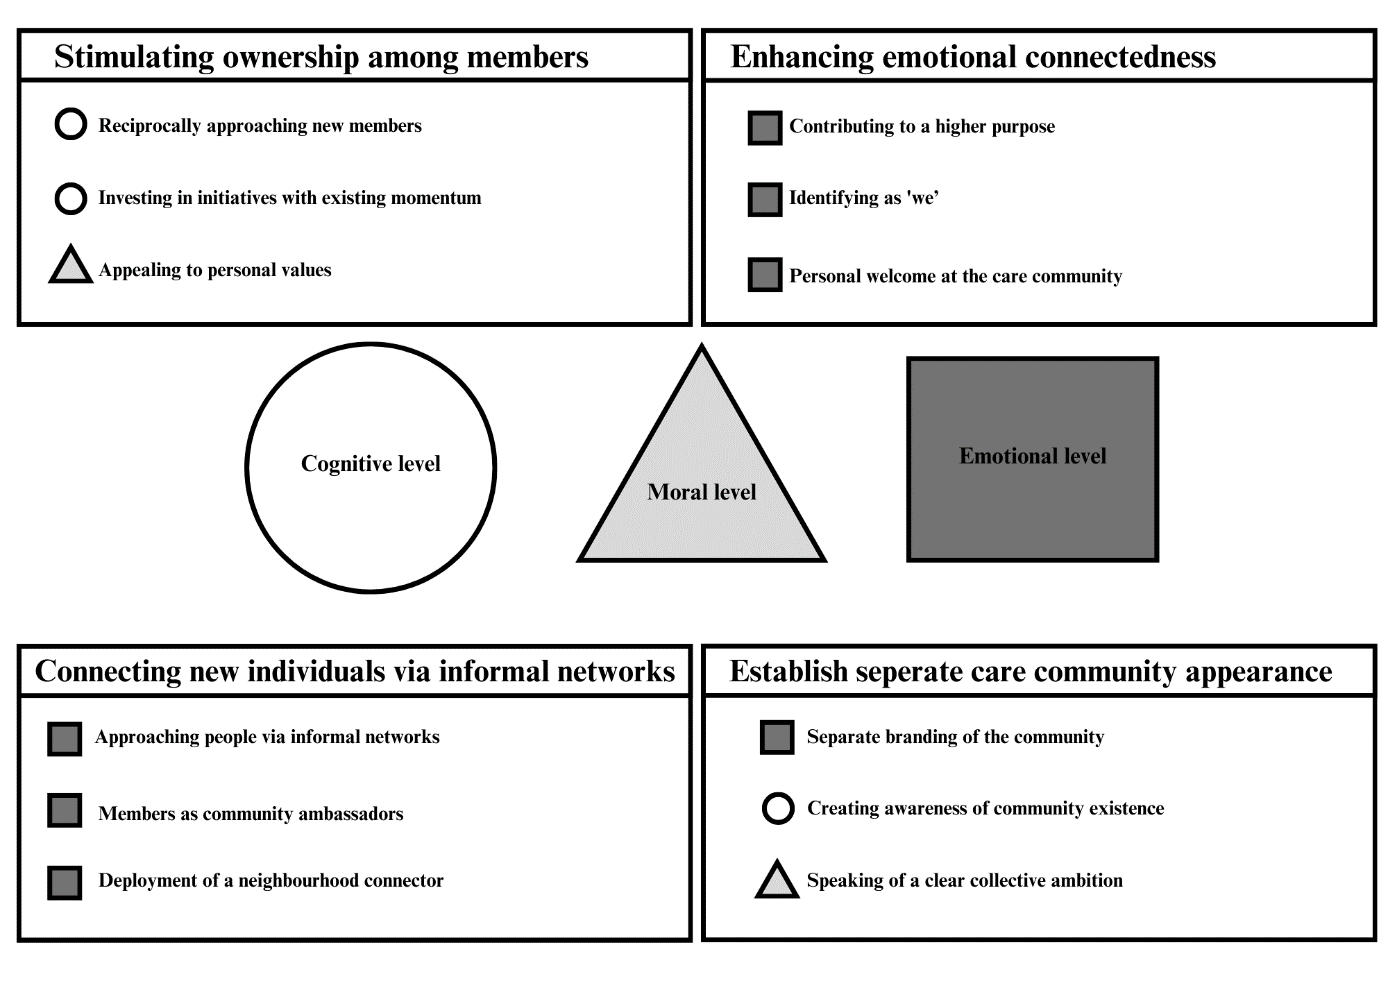 Stimulating ownership among members
Reciprocally approaching new members
Investing in initiatives with existing momentum
Appealing to personal values
Enhancing emotional connectedness
Contributing to a higher purpose
Identifying as 'we’
Personal welcome at the care community
Cognitive level
Moral level
Emotional level
Connecting new individuals via informal networks
Approaching people via informal networks
Members as community ambassadors
Deployment of a neighbourhood connector
Establish seperate care community appearance
Separate branding of the community
Creating awareness of community existence
Speaking of a clear collective ambition